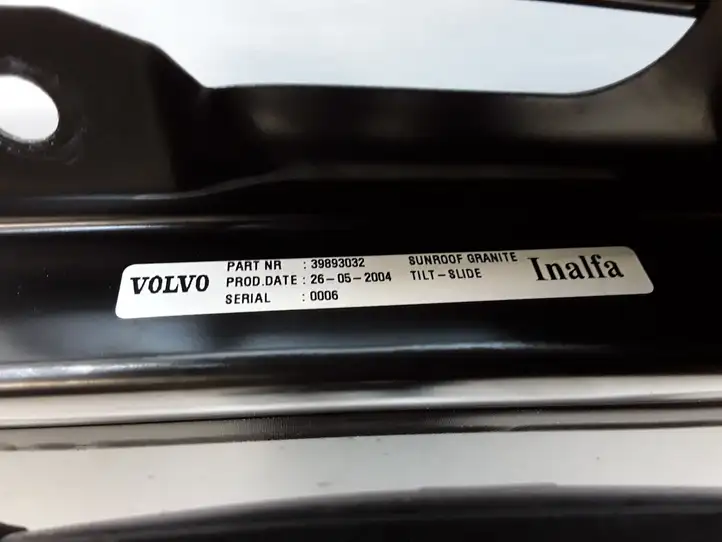 VOLVO
PART NR : 39893032 SUNROOF GRANITE
PROD.DATE : 26-05-2004 TILT-SLIDE
SERIAL : 0006
Inalfa